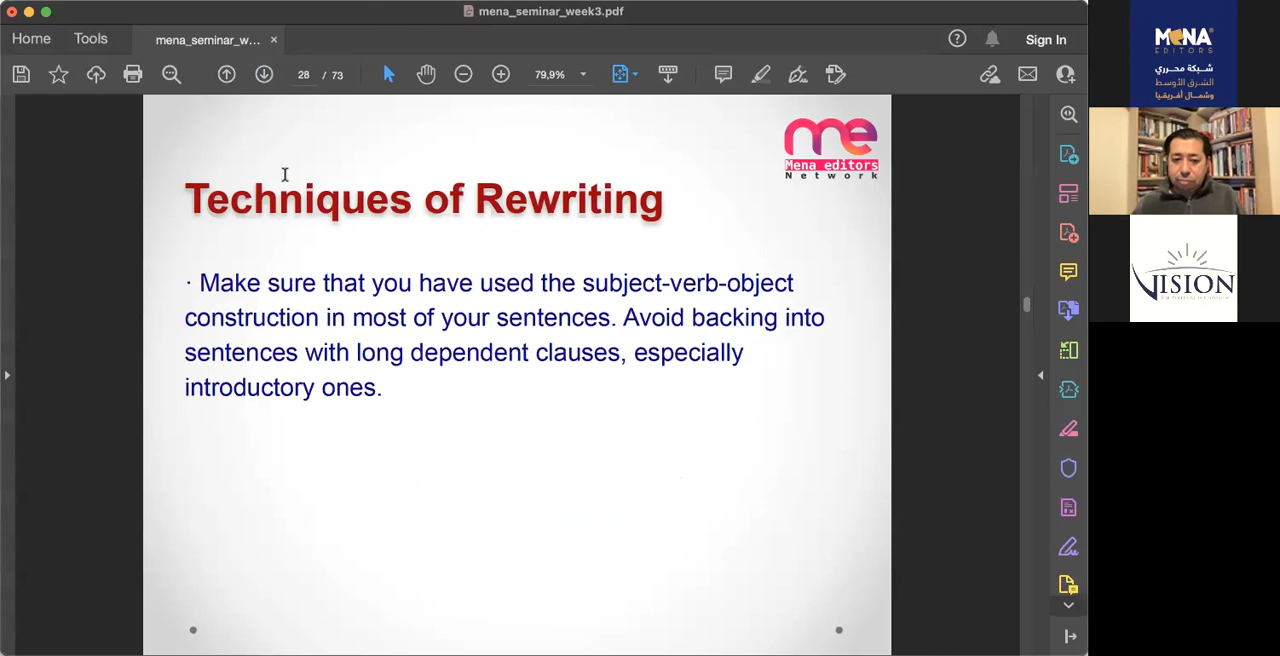 mena_seminar_week3.pdf
Home Tools mena_seminar_w... × Sign In
28 / 73 79,9%
me
Mena editors
Network
Techniques of Rewriting
· Make sure that you have used the subject-verb-object
construction in most of your sentences. Avoid backing into
sentences with long dependent clauses, especially
introductory ones.
MENA
EDITORS
شبكة محرري
الشرق الأوسط
وشمال أفريقيا
VISION